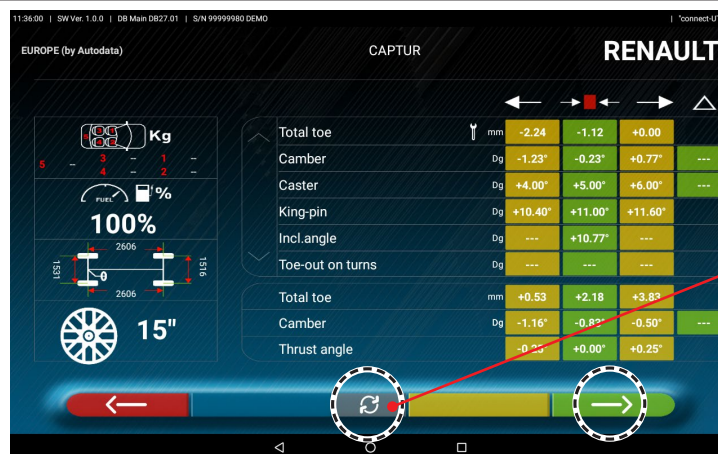 11:36:00 | SW Ver. 1.0.0 | DB Main DB27.01 | S/N 99999980 DEMO | "connect-U
EUROPE (by Autodata) CAPTUR RENAULT
Kg
5 -- 3 -- 1 --
4 -- 2 --
FUEL %
100%
2606
1531 0 1516
2606
15"
Total toe mm -2.24 -1.12 +0.00
Camber Dg -1.23° -0.23° +0.77° ---
Caster Dg +4.00° +5.00° +6.00° ---
King-pin Dg +10.40° +11.00° +11.60°
Incl.angle Dg --- +10.77° ---
Toe-out on turns Dg --- --- ---
Total toe mm +0.53 +2.18 +3.83
Camber Dg -1.16° -0.83° -0.50° ---
Thrust angle -0.25° +0.00° +0.25°